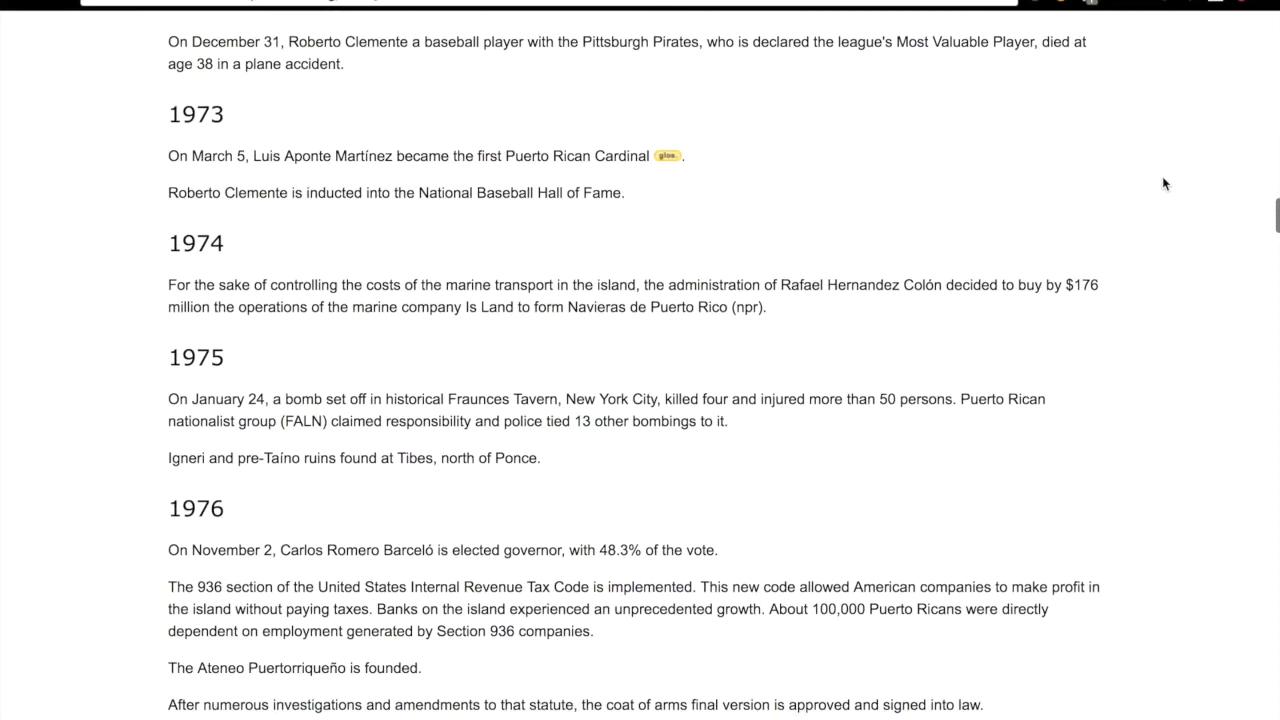 On December 31, Roberto Clemente a baseball player with the Pittsburgh Pirates, who is declared the league's Most Valuable Player, died at
age 38 in a plane accident.
1973
On March 5, Luis Aponte Martínez became the first Puerto Rican Cardinal glos.
Roberto Clemente is inducted into the National Baseball Hall of Fame.
1974
For the sake of controlling the costs of the marine transport in the island, the administration of Rafael Hernandez Colón decided to buy by $176
million the operations of the marine company Is Land to form Navieras de Puerto Rico (npr).
1975
On January 24, a bomb set off in historical Fraunces Tavern, New York City, killed four and injured more than 50 persons. Puerto Rican
nationalist group (FALN) claimed responsibility and police tied 13 other bombings to it.
Igneri and pre-Taíno ruins found at Tibes, north of Ponce.
1976
On November 2, Carlos Romero Barceló is elected governor, with 48.3% of the vote.
The 936 section of the United States Internal Revenue Tax Code is implemented. This new code allowed American companies to make profit in
the island without paying taxes. Banks on the island experienced an unprecedented growth. About 100,000 Puerto Ricans were directly
dependent on employment generated by Section 936 companies.
The Ateneo Puertorriqueño is founded.
After numerous investigations and amendments to that statute, the coat of arms final version is approved and signed into law.